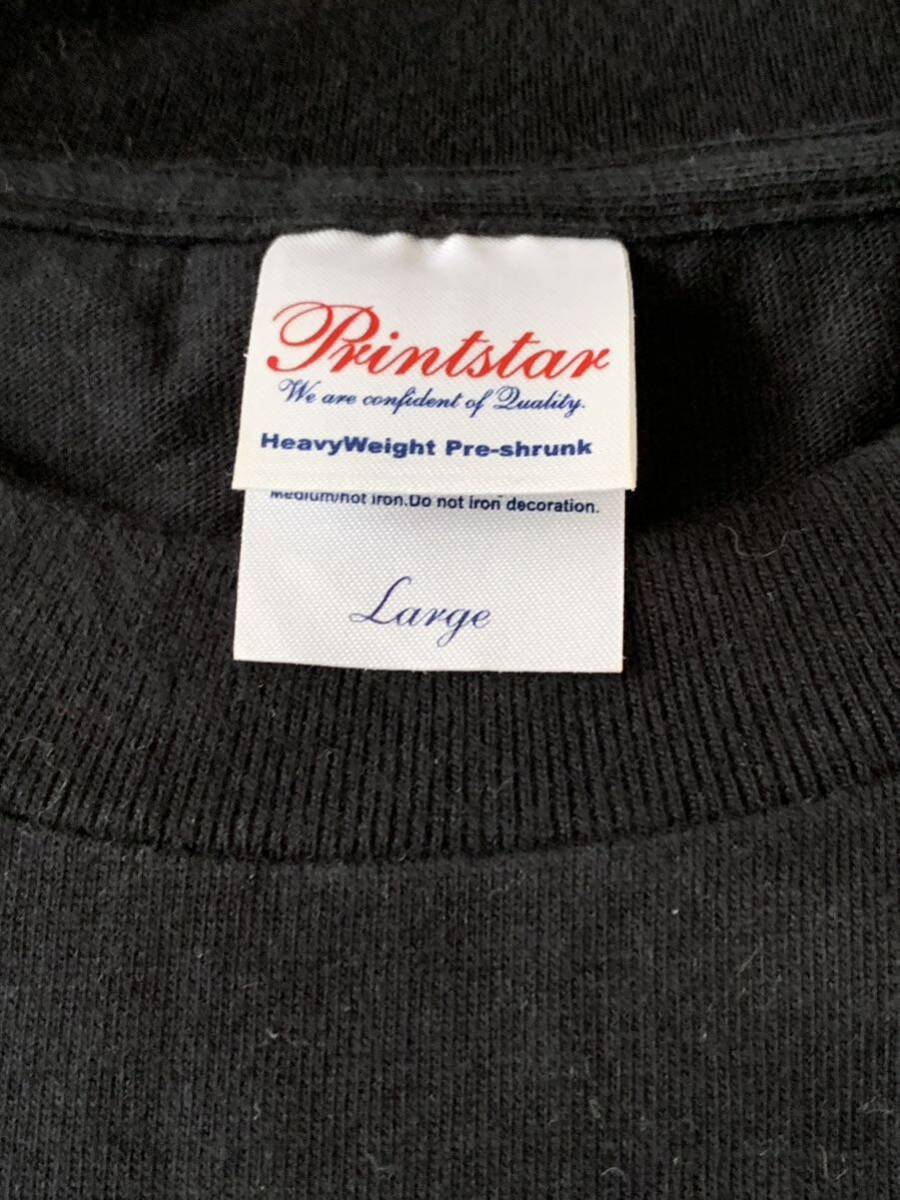 Printstar
We are confident of Quality.
HeavyWeight Pre-shrunk
Medium/hot iron.Do not iron decoration.
Large